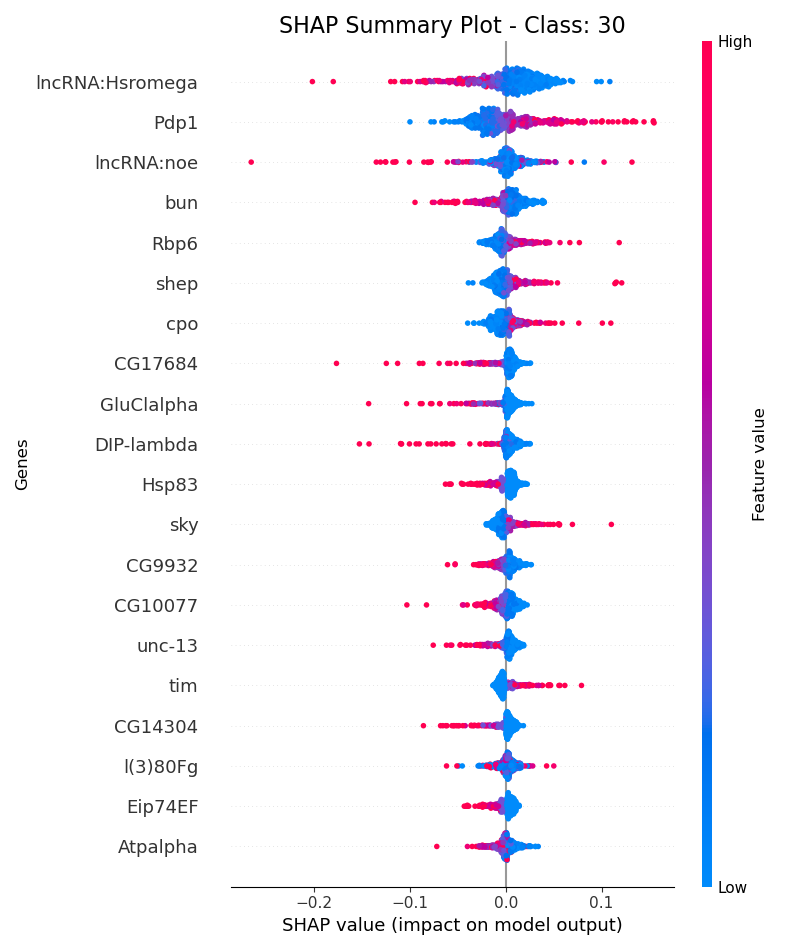 SHAP Summary Plot - Class: 30
High
lncRNA:Hsromega
Pdp1
lncRNA:noe
bun
Rbp6
shep
cpo
CG17684
GluClalpha
DIP-lambda
Hsp83
sky
CG9932
CG10077
unc-13
tim
CG14304
l(3)80Fg
Eip74EF
Atpalpha
Genes
Feature value
Low
−0.2 −0.1 0.0 0.1
SHAP value (impact on model output)